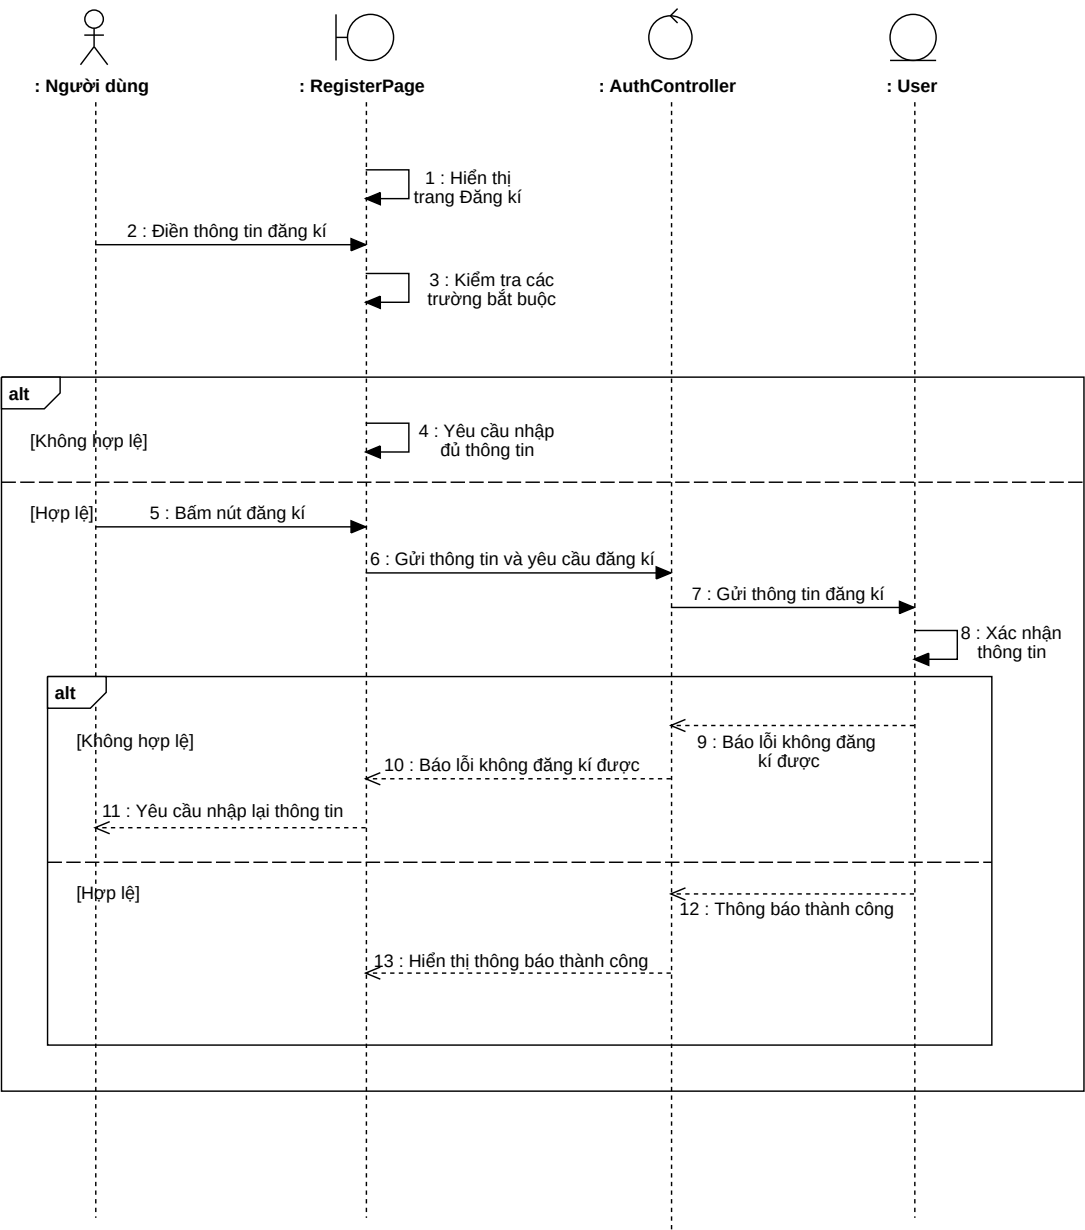 : Người dùng
: RegisterPage
: AuthController
: User
1 : Hiển thị
trang Đăng kí
2 : Điền thông tin đăng kí
3 : Kiểm tra các
trường bắt buộc
alt
[Không hợp lệ]
4 : Yêu cầu nhập
đủ thông tin
[Hợp lệ]
5 : Bấm nút đăng kí
6 : Gửi thông tin và yêu cầu đăng kí
7 : Gửi thông tin đăng kí
8 : Xác nhận
thông tin
alt
[Không hợp lệ]
9 : Báo lỗi không đăng
kí được
10 : Báo lỗi không đăng kí được
11 : Yêu cầu nhập lại thông tin
[Hợp lệ]
12 : Thông báo thành công
13 : Hiển thị thông báo thành công